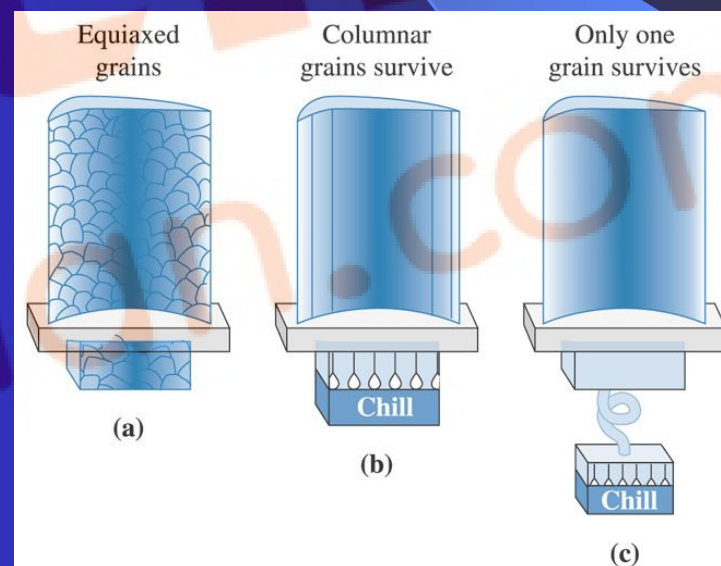 Equiaxed
grains
Columnar
grains survive
Only one
grain survives
Chill
Chill
(a)
(b)
(c)